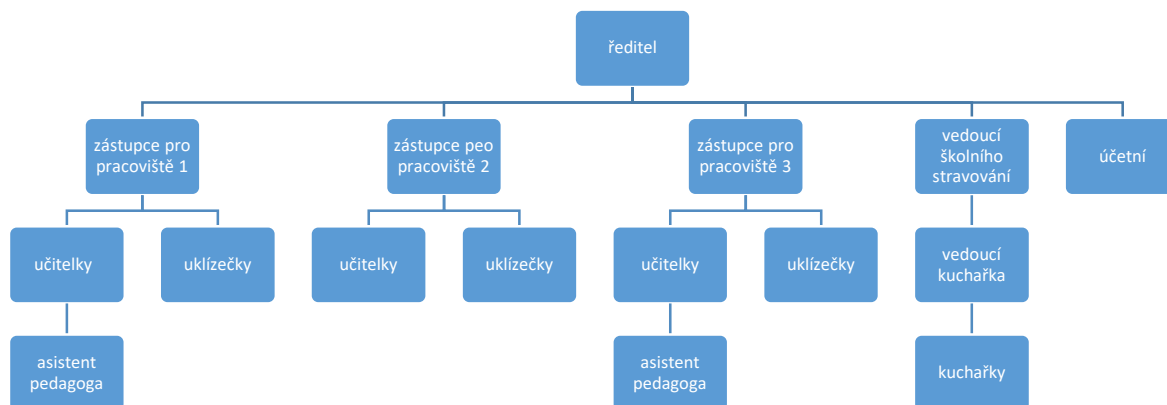 ředitel
zástupce pro
pracoviště 1
zástupce peo
pracoviště 2
zástupce pro
pracoviště 3
vedoucí
školního
stravování
účetní
učitelky
uklízečky
učitelky
uklízečky
učitelky
uklízečky
vedoucí
kuchařka
asistent
pedagoga
asistent
pedagoga
kuchařky